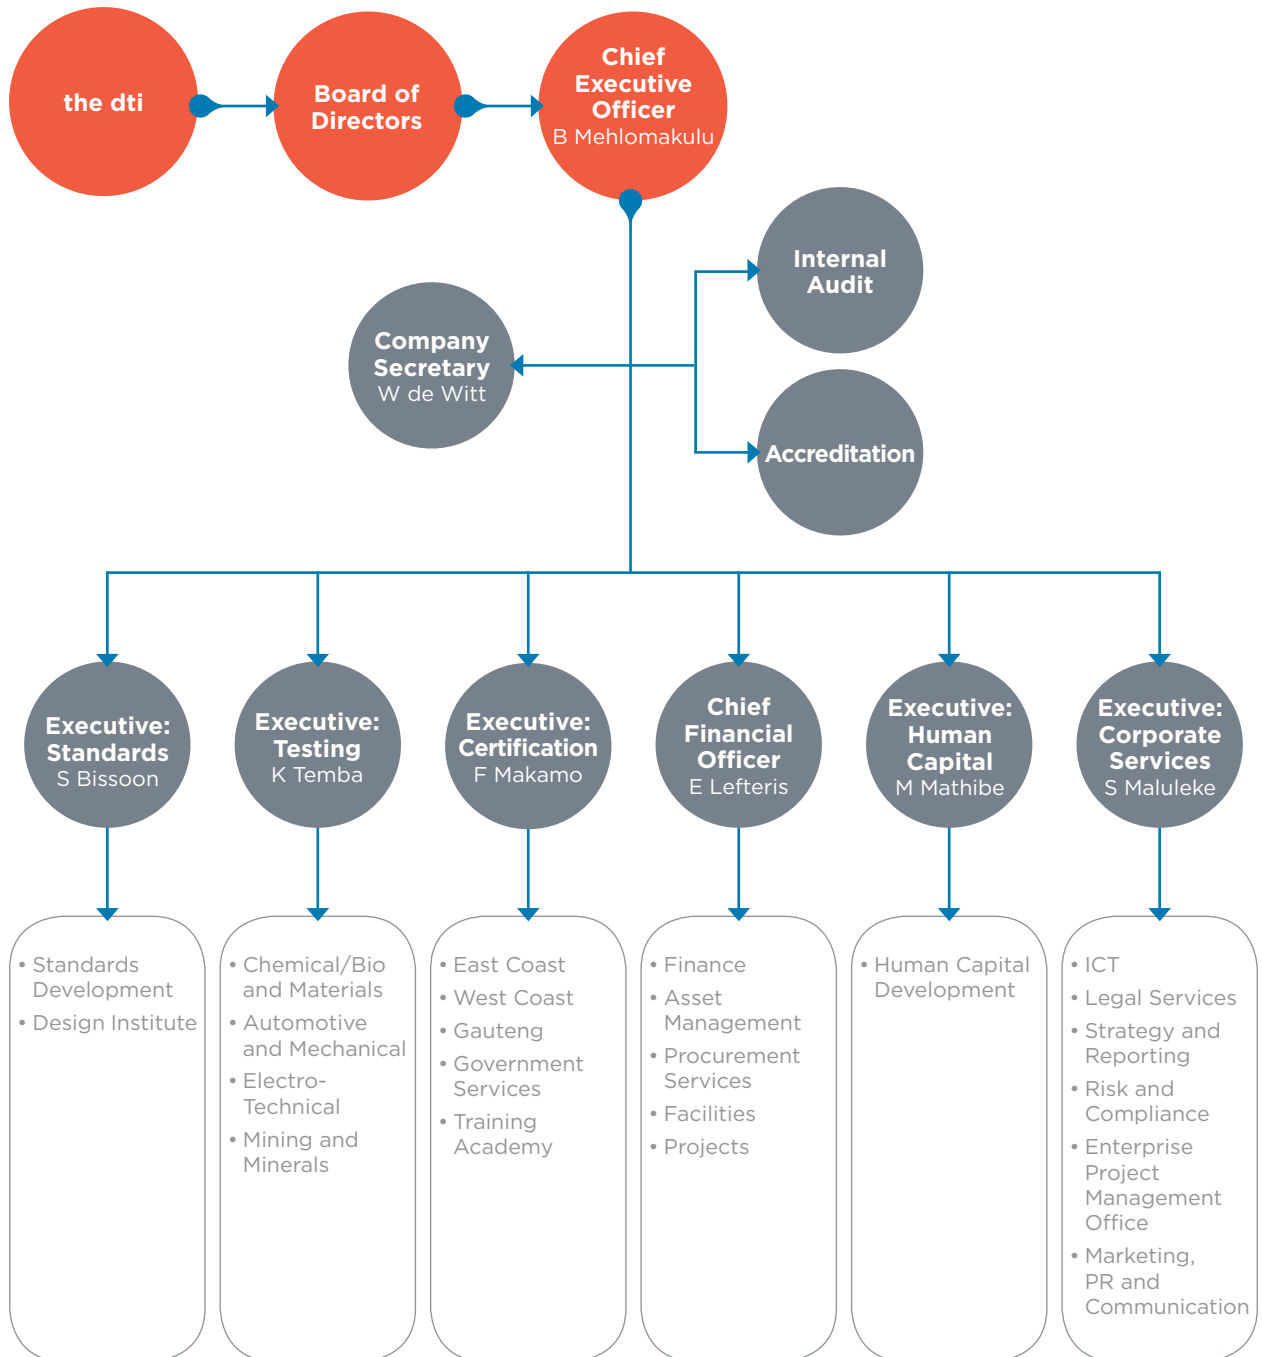 the dti
Board of
Directors
Chief
Executive
Officer
B Mehlomakulu
Internal
Audit
Company
Secretary
W de Witt
Accreditation
Executive:
Standards
S Bissoon
Executive:
Testing
K Temba
Executive:
Certification
F Makamo
Chief
Financial
Officer
E Lefteris
Executive:
Human
Capital
M Mathibe
Executive:
Corporate
Services
S Maluleke
• Standards
Development
• Design Institute
• Chemical/Bio
and Materials
• Automotive
and Mechanical
• Electro-
Technical
• Mining and
Minerals
• East Coast
• West Coast
• Gauteng
• Government
Services
• Training
Academy
• Finance
• Asset
Management
• Procurement
Services
• Facilities
• Projects
• Human Capital
Development
• ICT
• Legal Services
• Strategy and
Reporting
• Risk and
Compliance
• Enterprise
Project
Management
Office
• Marketing,
PR and
Communication